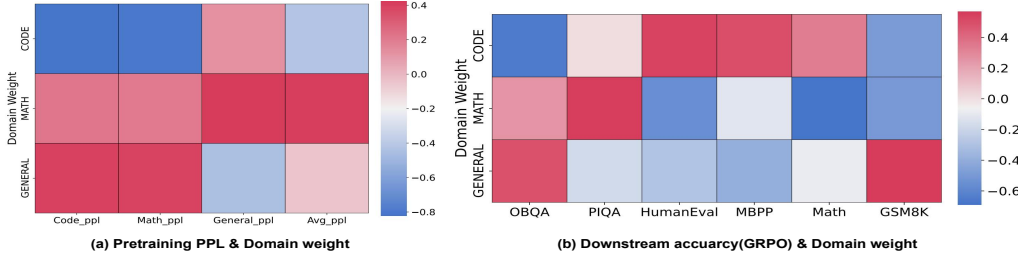 Domain Weight
CODE
MATH
GENERAL
Code_ppl Math_ppl General_ppl Avg_ppl
0.4
0.2
0.0
−0.2
−0.4
−0.6
−0.8
(a) Pretraining PPL & Domain weight
Domain Weight
CODE
MATH
GENERAL
OBQA PIQA HumanEval MBPP Math GSM8K
0.4
0.2
0.0
−0.2
−0.4
−0.6
(b) Downstream accuarcy(GRPO) & Domain weight